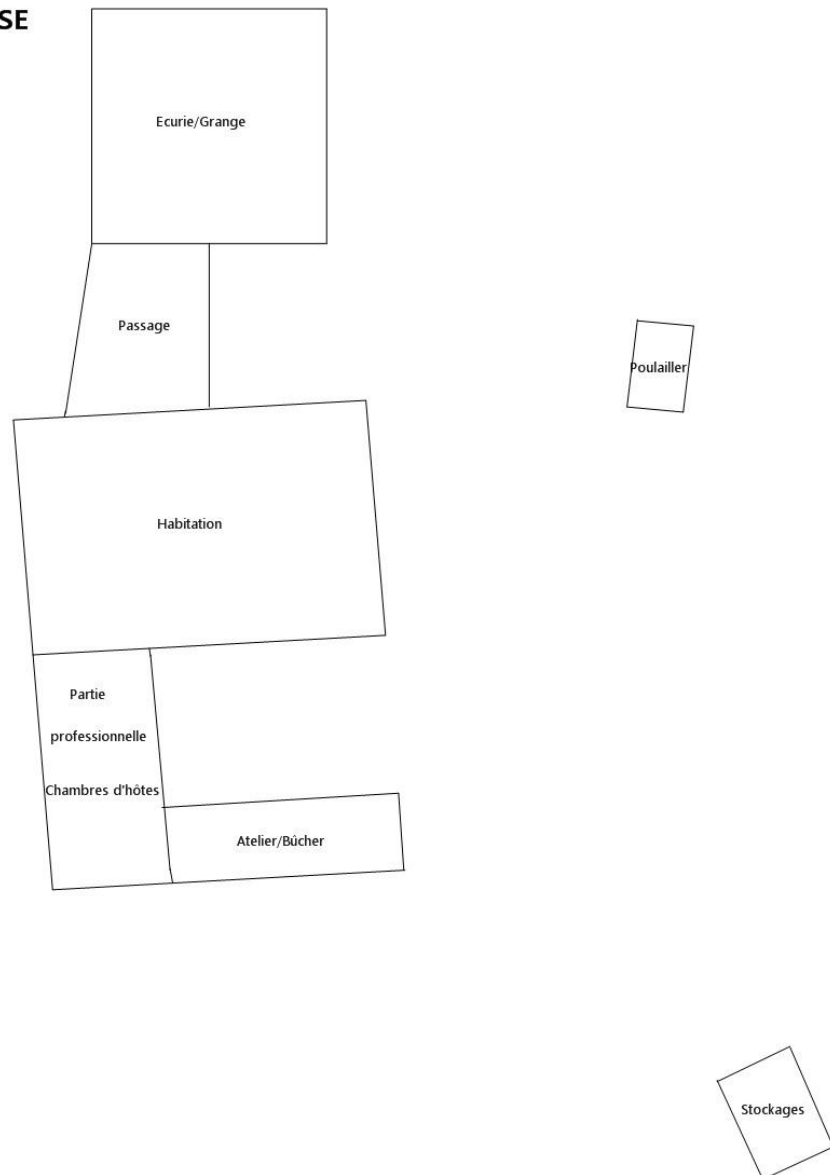 SE
Ecurie/Grange
Passage
Poulailler
Habitation
Partie
professionnelle
Chambres d'hôtes
Atelier/Bûcher
Stockages